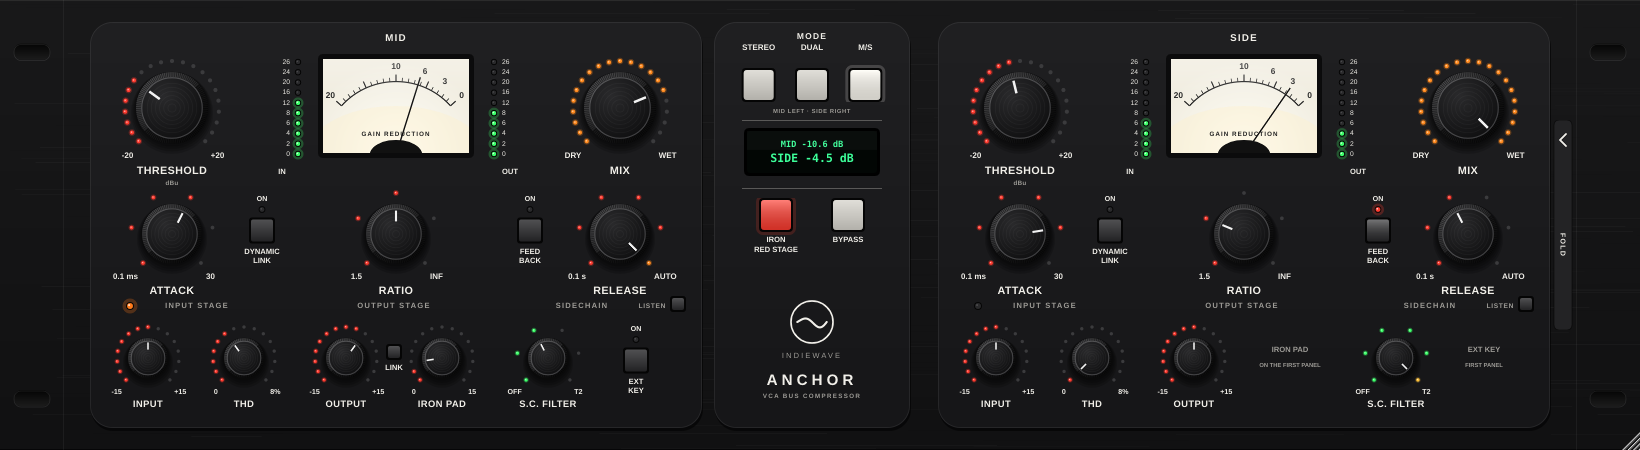 MID
26 24 20 16 12 8 6 4 2 0
20 10 6 3 0
GAIN REDUCTION
26 24 20 16 12 8 6 4 2 0
-20 +20
THRESHOLD
dBu
IN
OUT
DRY WET
MIX
ON
DYNAMIC
LINK
0.1 ms 30
ATTACK
1.5 INF
RATIO
FEED
BACK
0.1 s AUTO
RELEASE
INPUT STAGE
OUTPUT STAGE
SIDECHAIN
LISTEN
-15 +15
INPUT
0 8%
THD
-15 +15
OUTPUT
LINK
0 15
IRON PAD
OFF T2
S.C. FILTER
ON
EXT
KEY
MODE
STEREO DUAL M/S
MID LEFT · SIDE RIGHT
MID -10.6 dB
SIDE -4.5 dB
IRON
RED STAGE
BYPASS
INDIEWAVE
ANCHOR
VCA BUS COMPRESSOR
SIDE
26 24 20 16 12 8 6 4 2 0
20 10 6 3 0
GAIN REDUCTION
26 24 20 16 12 8 6 4 2 0
-20 +20
THRESHOLD
dBu
IN
OUT
DRY WET
MIX
ON
DYNAMIC
LINK
0.1 ms 30
ATTACK
1.5 INF
RATIO
ON
FEED
BACK
0.1 s AUTO
RELEASE
INPUT STAGE
OUTPUT STAGE
SIDECHAIN
LISTEN
-15 +15
INPUT
0 8%
THD
-15 +15
OUTPUT
IRON PAD
ON THE FIRST PANEL
OFF T2
S.C. FILTER
EXT KEY
FIRST PANEL
FOLD